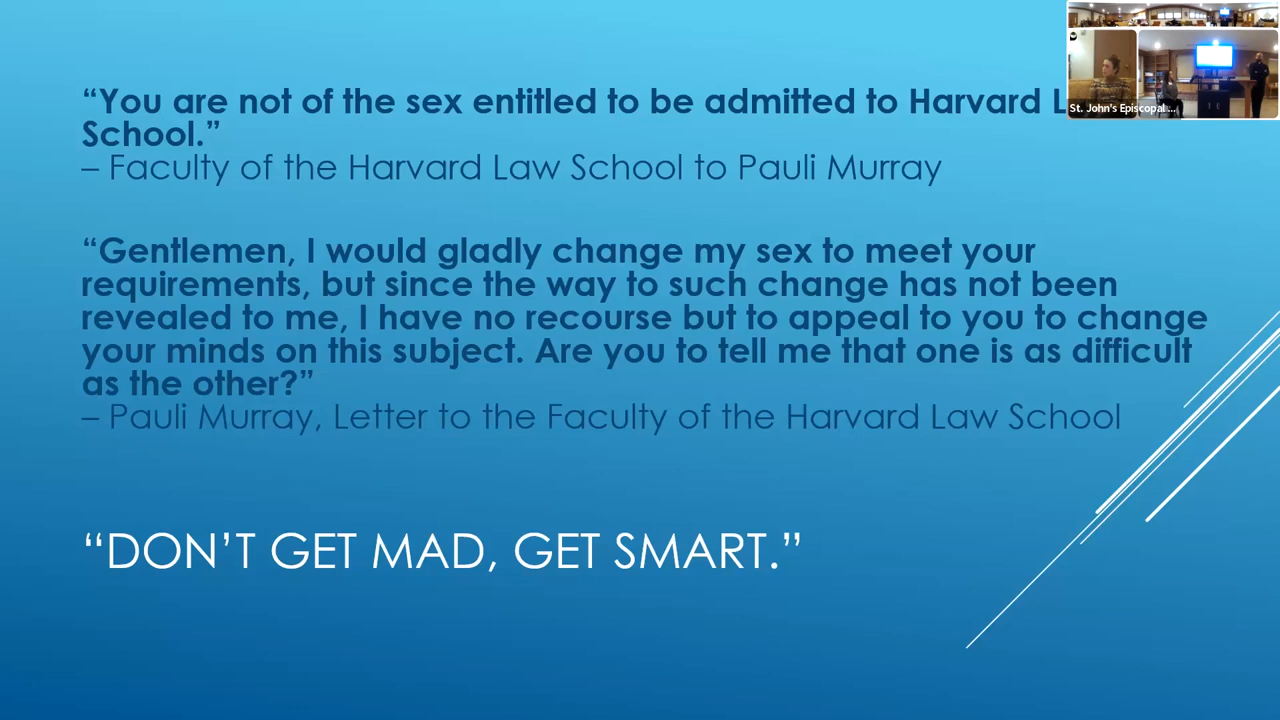 “You are not of the sex entitled to be admitted to Harvard
School.”
– Faculty of the Harvard Law School to Pauli Murray
“Gentlemen, I would gladly change my sex to meet your
requirements, but since the way to such change has not been
revealed to me, I have no recourse but to appeal to you to change
your minds on this subject. Are you to tell me that one is as difficult
as the other?”
– Pauli Murray, Letter to the Faculty of the Harvard Law School
“DON’T GET MAD, GET SMART.”
St. John's Episcopal ...